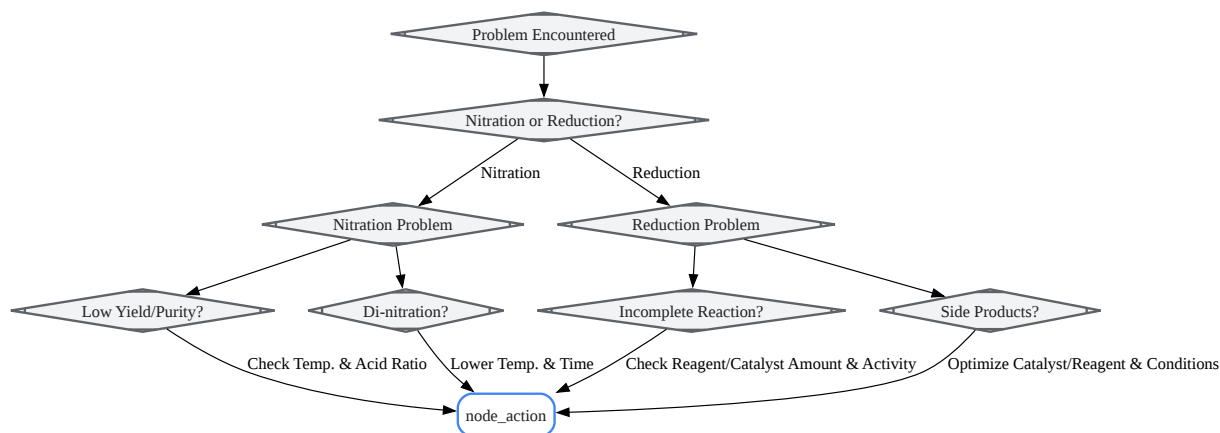 Problem Encountered
Nitration or Reduction?
Nitration
Reduction
Nitration Problem
Reduction Problem
Low Yield/Purity?
Di-nitration?
Incomplete Reaction?
Side Products?
Check Temp. & Acid Ratio
Lower Temp. & Time
Check Reagent/Catalyst Amount & Activity
Optimize Catalyst/Reagent & Conditions
node_action